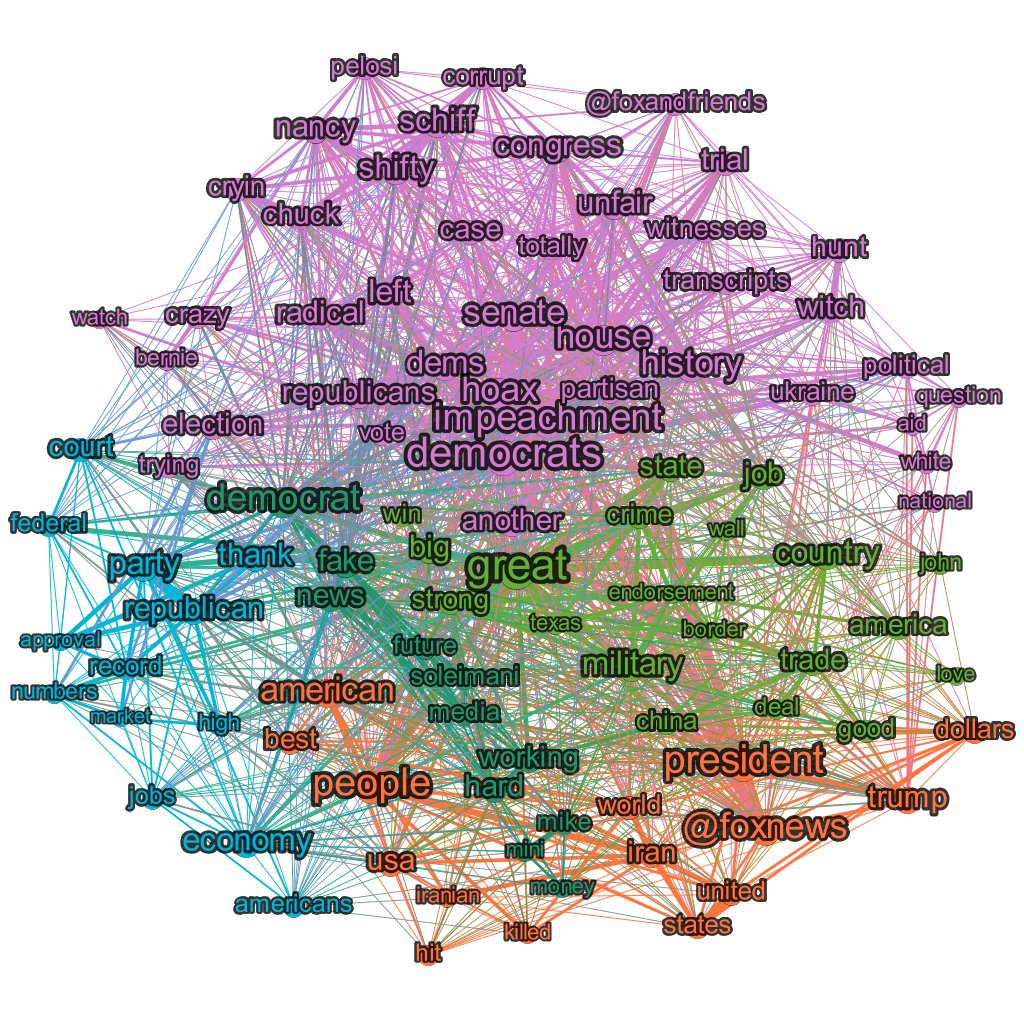 pelosi
corrupt
@foxandfriends
nancy
schiff
congress
trial
shifty
cryin
chuck
unfair
case
witnesses
totally
hunt
transcripts
left
witch
watch
crazy
radical
senate
house
bernie
dems
history
political
republicans
hoax
partisan
ukraine
question
election
vote
impeachment
aid
court
trying
democrats
state
job
white
democrat
national
federal
win
another
crime
wall
party
thank
fake
big
great
country
john
republican
news
strong
endorsement
texas
border
america
approval
record
future
soleimani
military
trade
love
numbers
american
market
high
media
china
deal
good
dollars
best
working
president
jobs
people
hard
world
trump
economy
mike
@foxnews
usa
mini
iran
americans
iranian
money
united
killed
states
hit